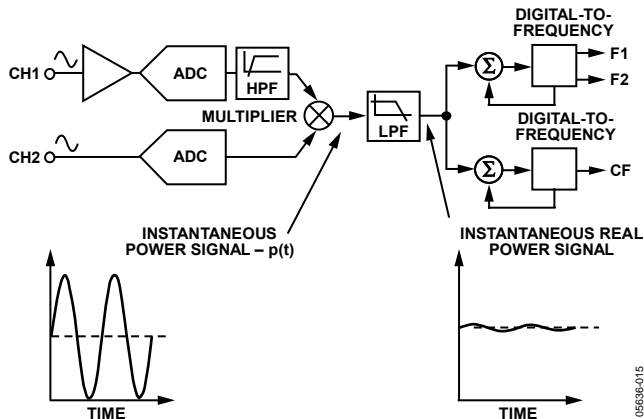 DIGITAL-TO-
FREQUENCY
CH1
ADC
HPF
Σ
F1
F2
MULTIPLIER
LPF
DIGITAL-TO-
FREQUENCY
CH2
ADC
Σ
CF
INSTANTANEOUS
POWER SIGNAL – p(t)
INSTANTANEOUS REAL
POWER SIGNAL
TIME
TIME
05636-015